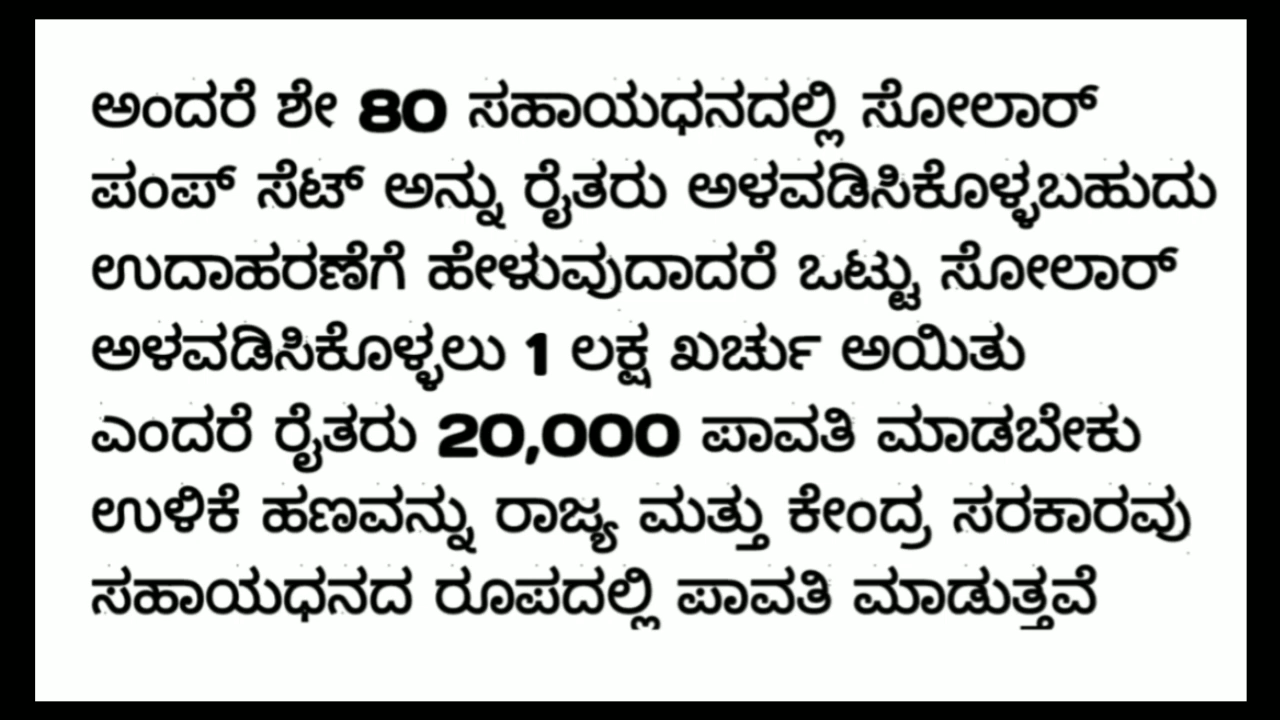 ಅಂದರೆ ಶೇ 80 ಸಹಾಯಧನದಲ್ಲಿ ಸೋಲಾರ್
ಪಂಪ್ ಸೆಟ್ ಅನ್ನು ರೈತರು ಅಳವಡಿಸಿಕೊಳ್ಳಬಹುದು
ಉದಾಹರಣೆಗೆ ಹೇಳುವುದಾದರೆ ಒಟ್ಟು ಸೋಲಾರ್
ಅಳವಡಿಸಿಕೊಳ್ಳಲು 1 ಲಕ್ಷ ಖರ್ಚು ಅಯಿತು
ಎಂದರೆ ರೈತರು 20,000 ಪಾವತಿ ಮಾಡಬೇಕು
ಉಳಿಕೆ ಹಣವನ್ನು ರಾಜ್ಯ ಮತ್ತು ಕೇಂದ್ರ ಸರಕಾರವು
ಸಹಾಯಧನದ ರೂಪದಲ್ಲಿ ಪಾವತಿ ಮಾಡುತ್ತವೆ